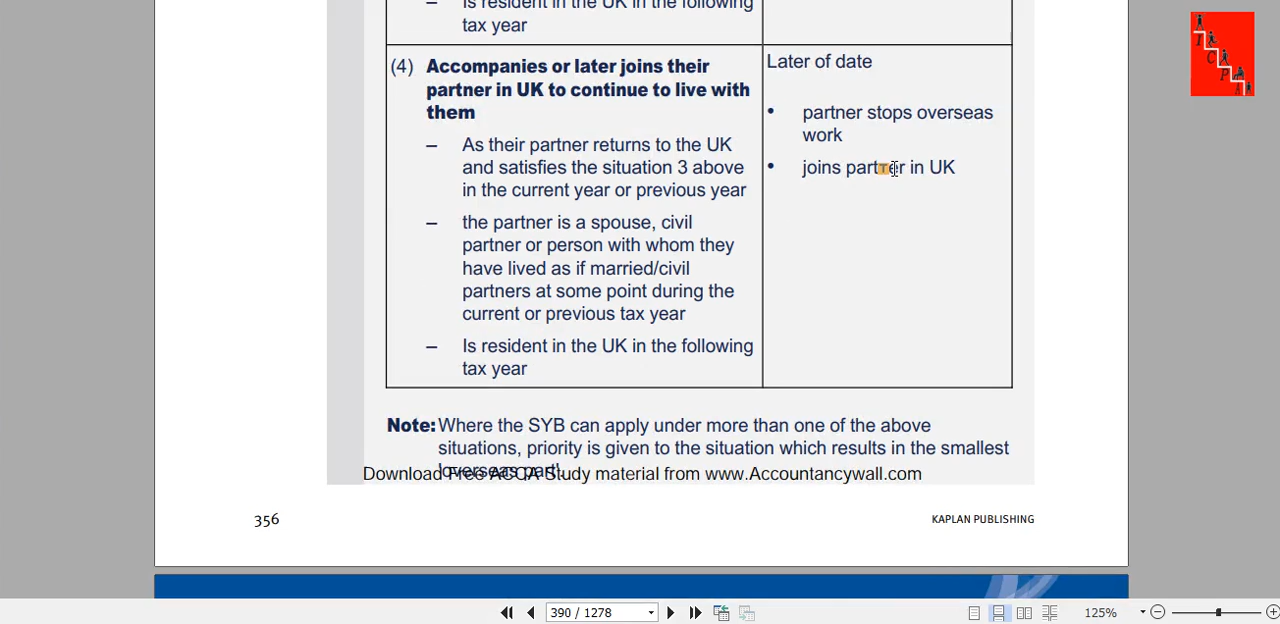 – Is resident in the UK in the following
tax year
(4) Accompanies or later joins their
partner in UK to continue to live with
them
– As their partner returns to the UK
and satisfies the situation 3 above
in the current year or previous year
– the partner is a spouse, civil
partner or person with whom they
have lived as if married/civil
partners at some point during the
current or previous tax year
– Is resident in the UK in the following
tax year
Later of date
• partner stops overseas
work
• joins partner in UK
Note: Where the SYB can apply under more than one of the above
situations, priority is given to the situation which results in the smallest
'overseas part'.
Download Free ACCA Study material from www.Accountancywall.com
356
KAPLAN PUBLISHING
390 / 1278
125%
I
C
P
A